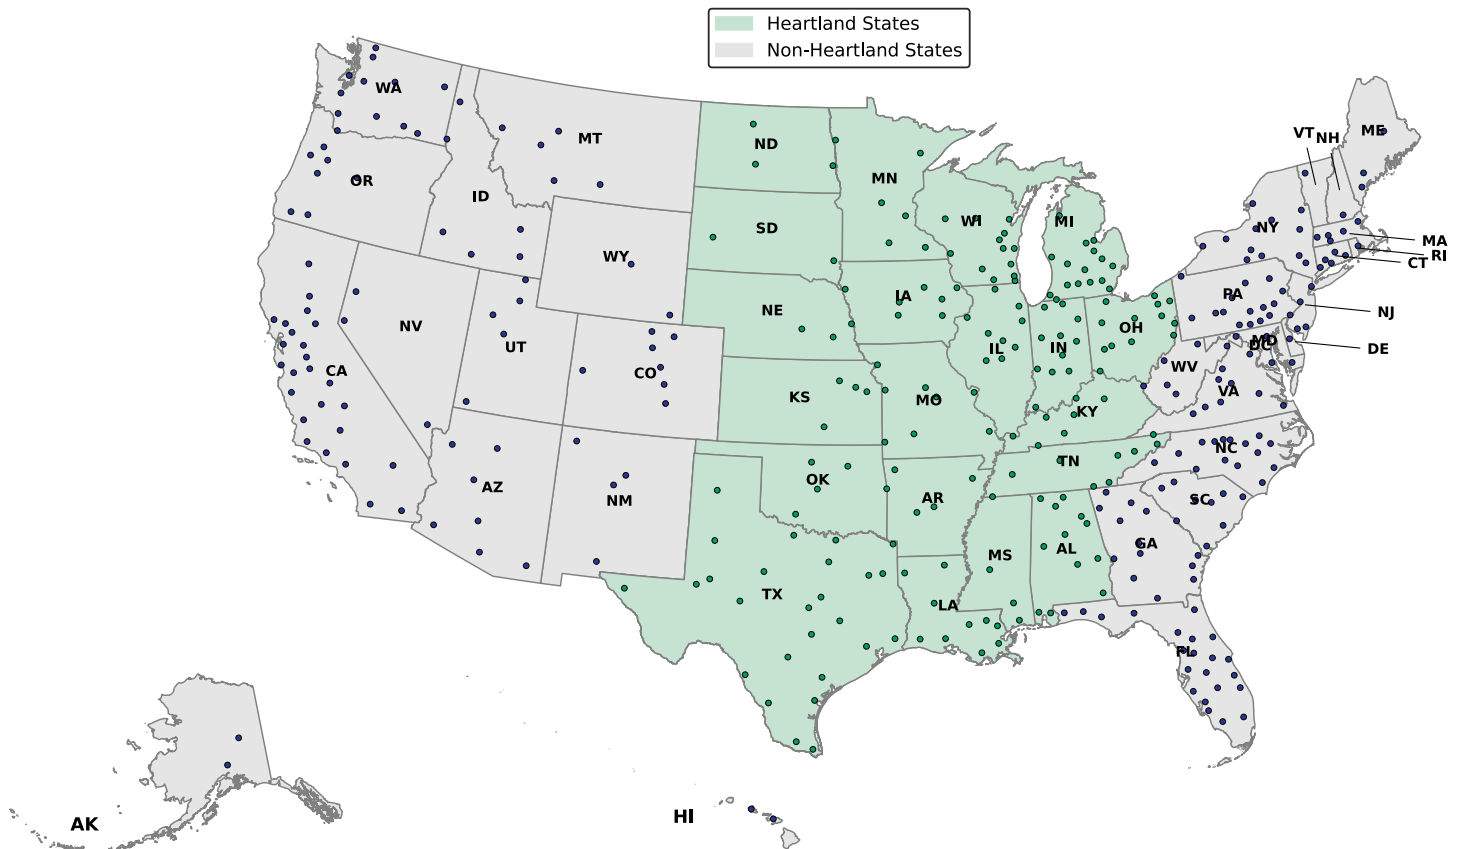 Heartland States
Non-Heartland States
WA
MT
ND
MN
OR
ID
SD
WI
MI
VT
NH
ME
NY
MA
RI
CT
WY
NE
IA
PA
NJ
NV
UT
CO
IL
IN
OH
MD
DC
DE
CA
KS
MO
WV
VA
KY
AZ
NM
OK
AR
TN
NC
SC
TX
LA
MS
AL
GA
FL
AK
HI